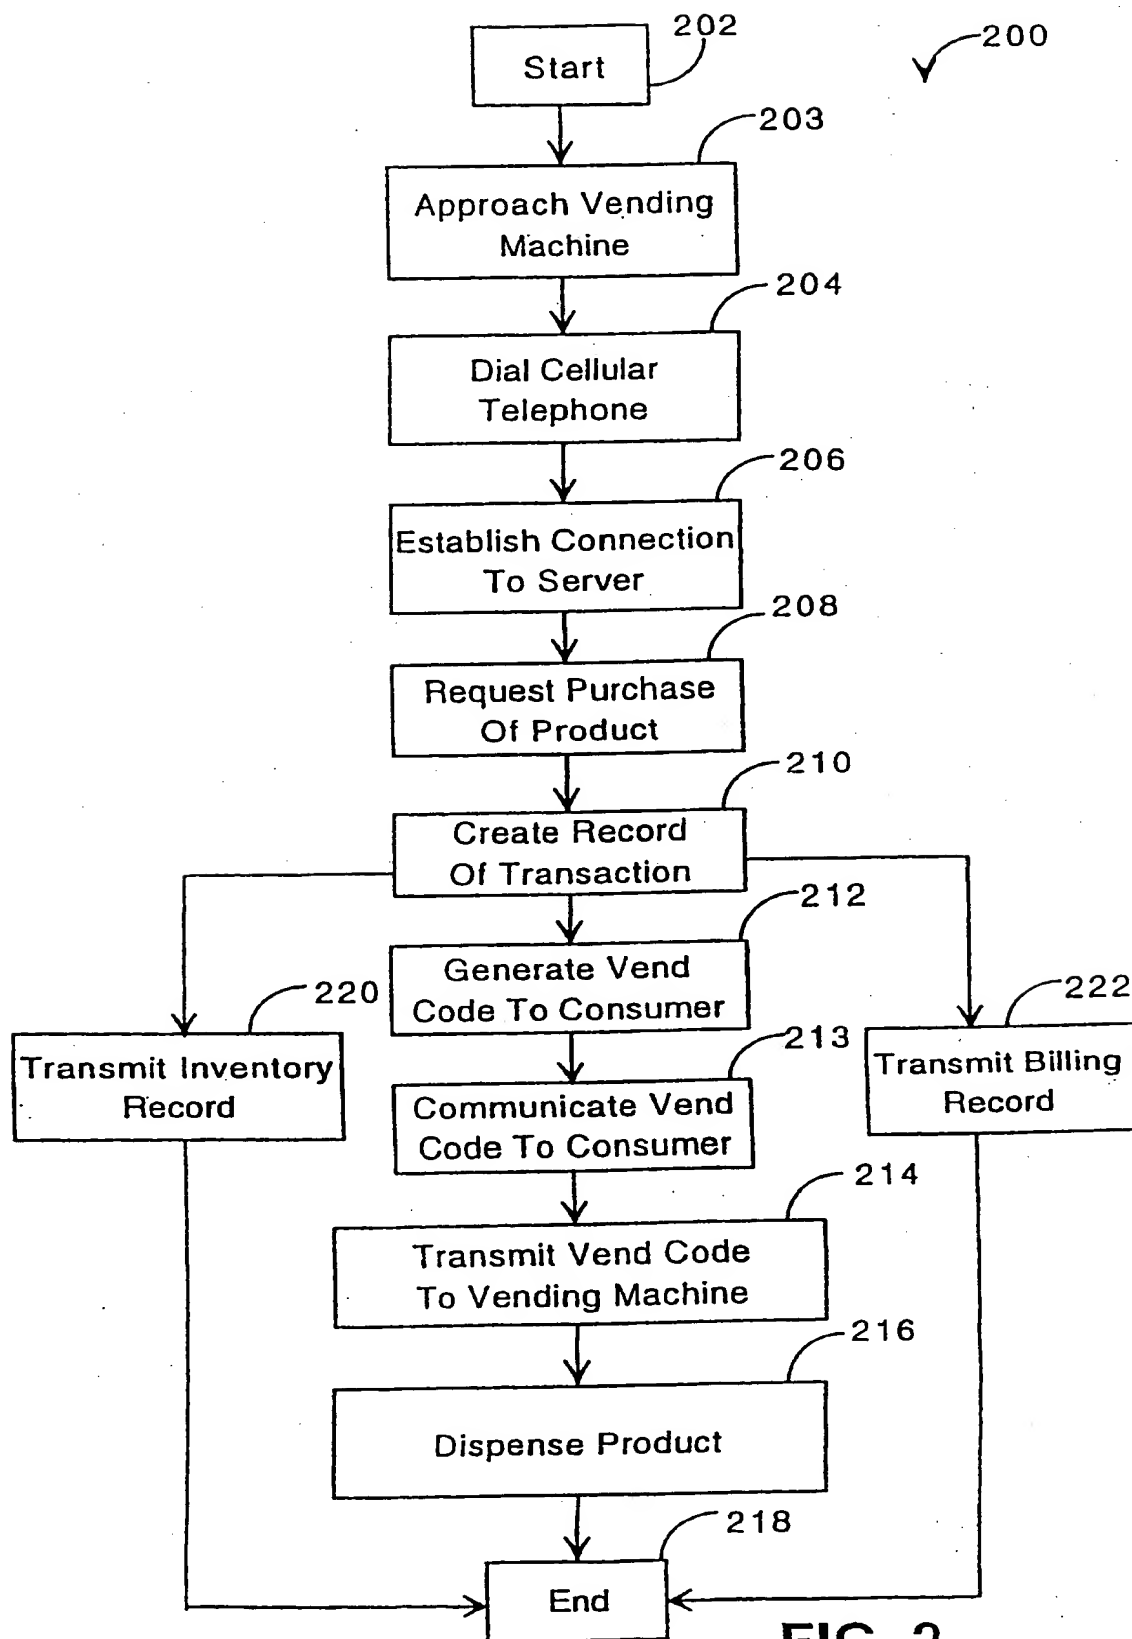 202
200
Start
203
Approach Vending
Machine
204
Dial Cellular
Telephone
206
Establish Connection
To Server
208
Request Purchase
Of Product
210
Create Record
Of Transaction
212
Generate Vend
Code To Consumer
220
222
Transmit Inventory
Record
213
Transmit Billing
Record
Communicate Vend
Code To Consumer
214
Transmit Vend Code
To Vending Machine
216
Dispense Product
218
End
FIG. 2